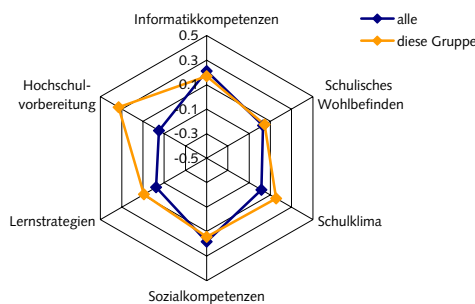 Informatikkompetenzen
alle
diese Gruppe
0.5
0.3
0.1
-0.1
-0.3
-0.5
Schulisches
Wohlbefinden
Hochschul-
vorbereitung
Lernstrategien
Schulklima
Sozialkompetenzen